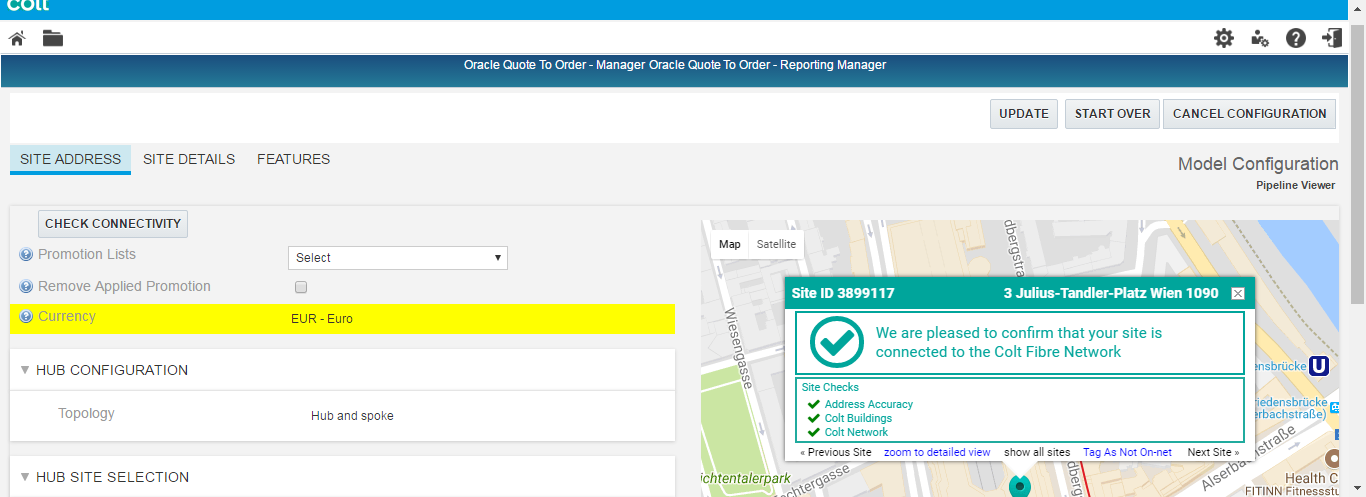 colt
Oracle Quote To Order - Manager Oracle Quote To Order - Reporting Manager
UPDATE
START OVER
CANCEL CONFIGURATION
SITE ADDRESS
SITE DETAILS
FEATURES
Model Configuration
Pipeline Viewer
CHECK CONNECTIVITY
Promotion Lists
Select
Remove Applied Promotion
Currency
EUR - Euro
HUB CONFIGURATION
Topology
Hub and spoke
HUB SITE SELECTION
Map
Satellite
Site ID 3899117
3 Julius-Tandler-Platz Wien 1090
We are pleased to confirm that your site is
connected to the Colt Fibre Network
Site Checks
Address Accuracy
Colt Buildings
Colt Network
« Previous Site
zoom to detailed view
show all sites
Tag As Not On-net
Next Site »
Wiesengasse
dbergstra
ensbrücke
U
riedensbrücke
erbachstraße)
Alserba
straße
ichtentalerpark
chtergasse
Health C
FITINN Fitnessstu